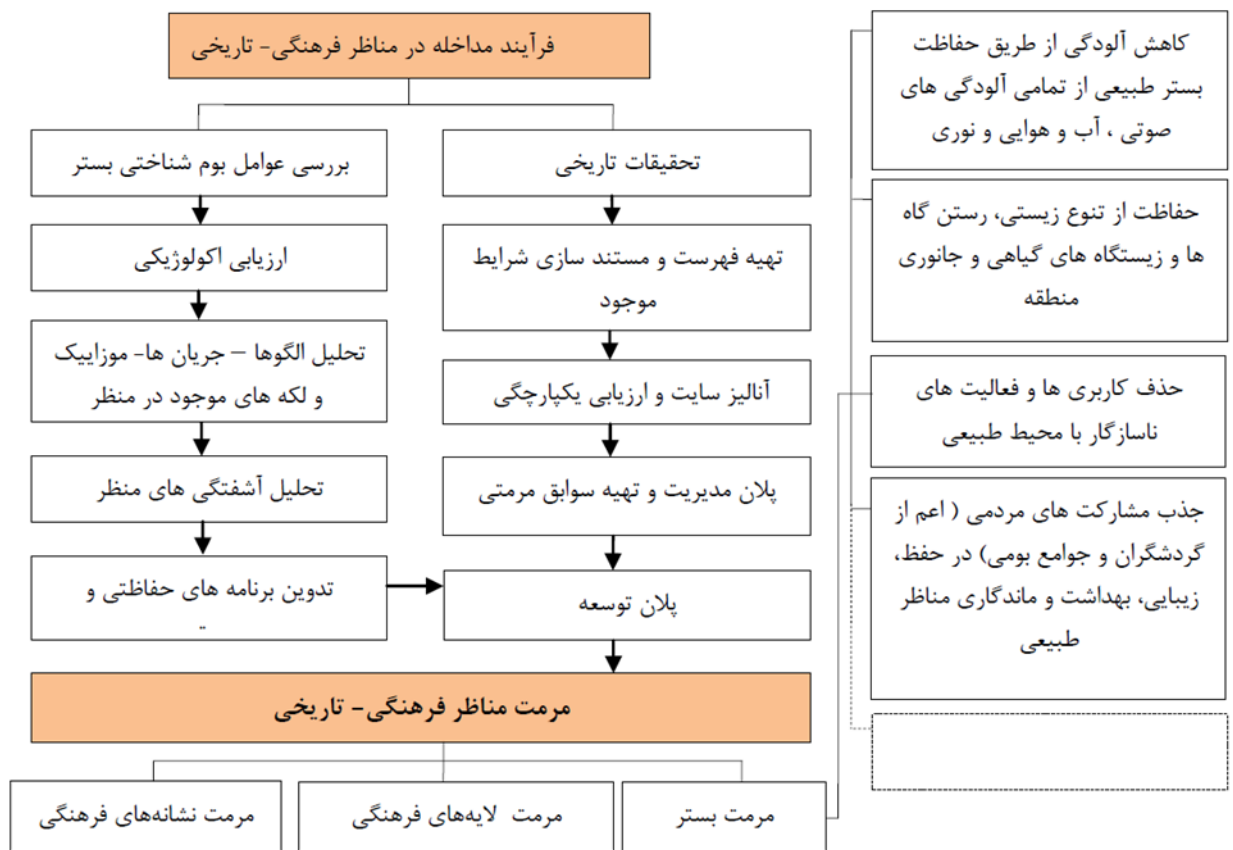 فرآیند مداخله در مناظر فرهنگی- تاریخی
تحقیقات تاریخی
تهیه فهرست و مستند سازی شرایط
موجود
آنالیز سایت و ارزیابی یکپارچگی
پلان مدیریت و تهیه سوابق مرمتی
پلان توسعه
بررسی عوامل بوم شناختی بستر
ارزیابی اکولوژیکی
تحلیل الگوها – جریان ها- موزاییک
و لکه های موجود در منظر
تحلیل آشفتگی های منظر
تدوین برنامه های حفاظتی و
مرمت مناظر فرهنگی- تاریخی
مرمت بستر
مرمت لایه‌های فرهنگی
مرمت نشانه‌های فرهنگی
کاهش آلودگی از طریق حفاظت
بستر طبیعی از تمامی آلودگی های
صوتی ، آب و هوایی و نوری
حفاظت از تنوع زیستی، رستن گاه
ها و زیستگاه های گیاهی و جانوری
منطقه
حذف کاربری ها و فعالیت های
ناسازگار با محیط طبیعی
جذب مشارکت های مردمی ( اعم از
گردشگران و جوامع بومی) در حفظ،
زیبایی، بهداشت و ماندگاری مناظر
طبیعی